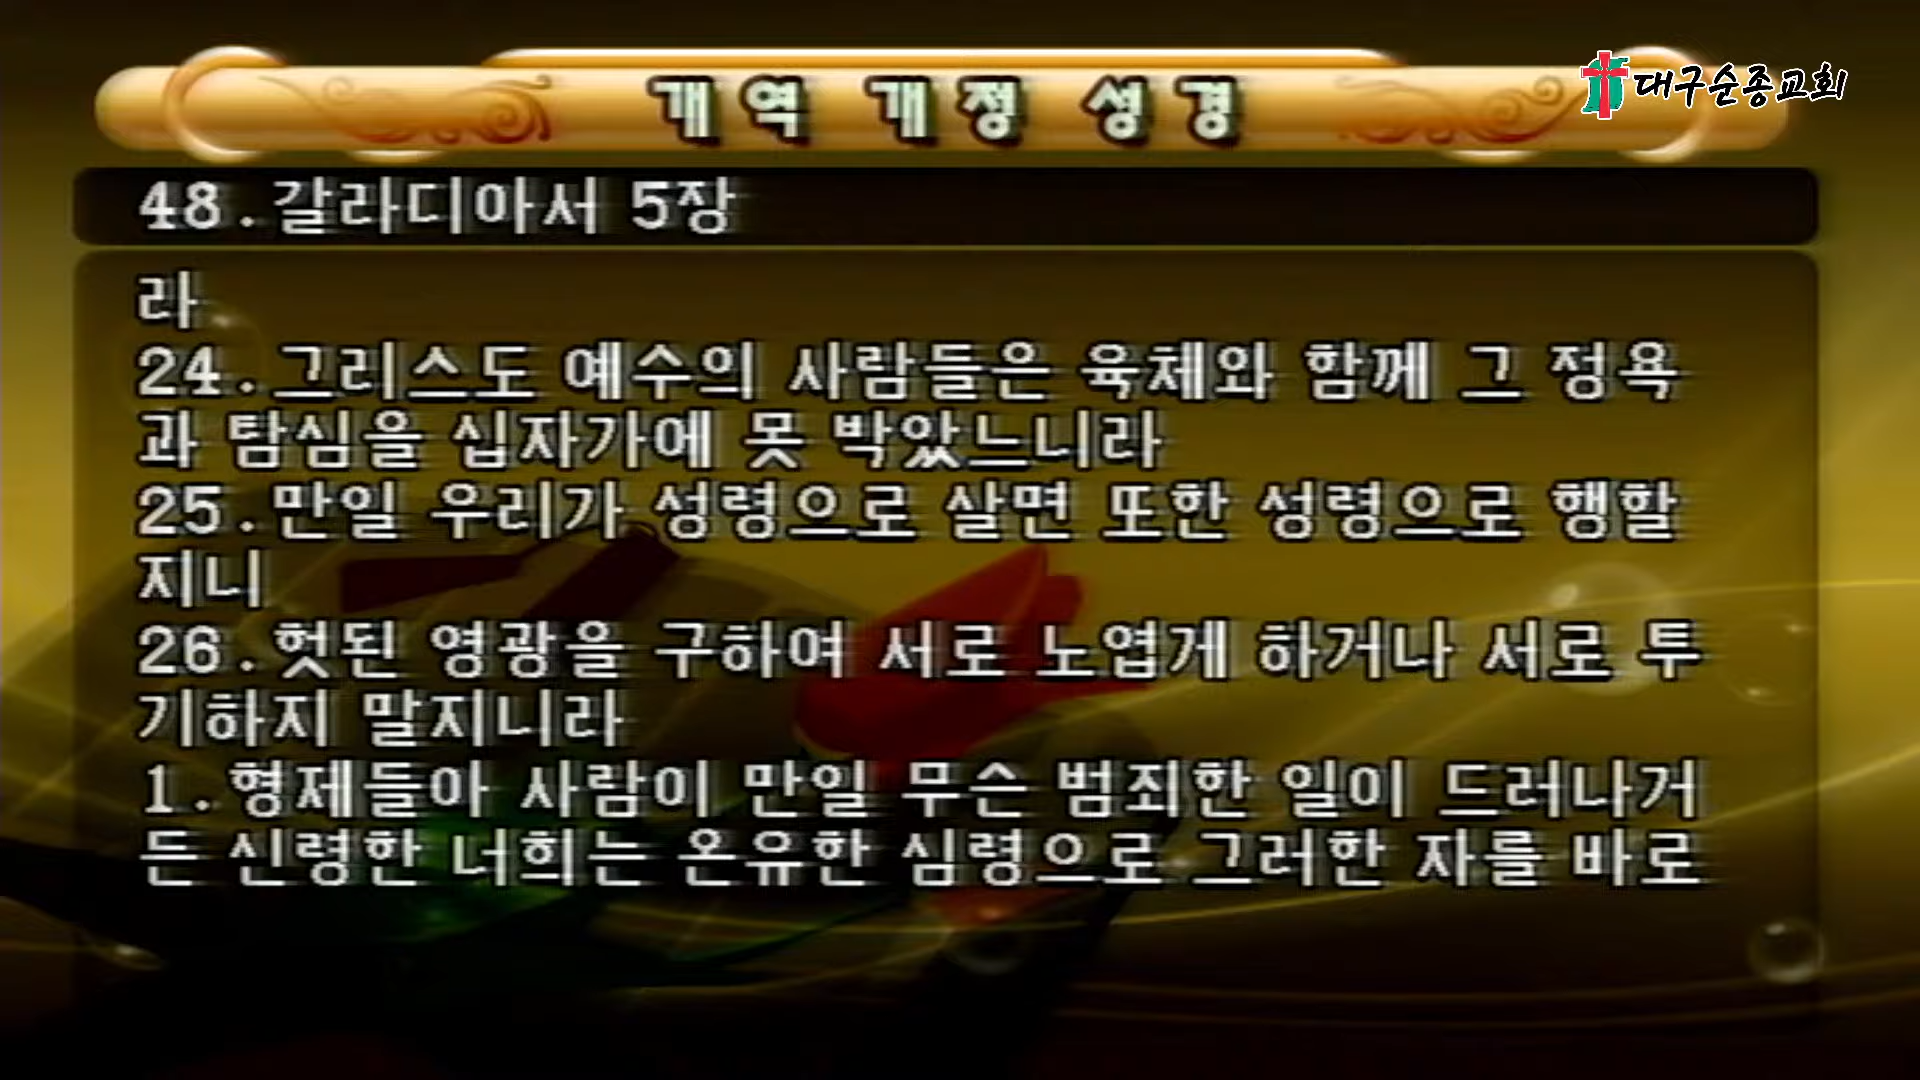 개역 개정 성경
대구순종교회
48.갈라디아서 5장
라
24.그리스도 예수의 사람들은 육체와 함께 그 정욕
과 탐심을 십자가에 못 박았느니라
25.만일 우리가 성령으로 살면 또한 성령으로 행할
지니
26.헛된 영광을 구하여 서로 노엽게 하거나 서로 투
기하지 말지니라
1.형제들아 사람이 만일 무슨 범죄한 일이 드러나거
든 신령한 너희는 온유한 심령으로 그러한 자를 바로